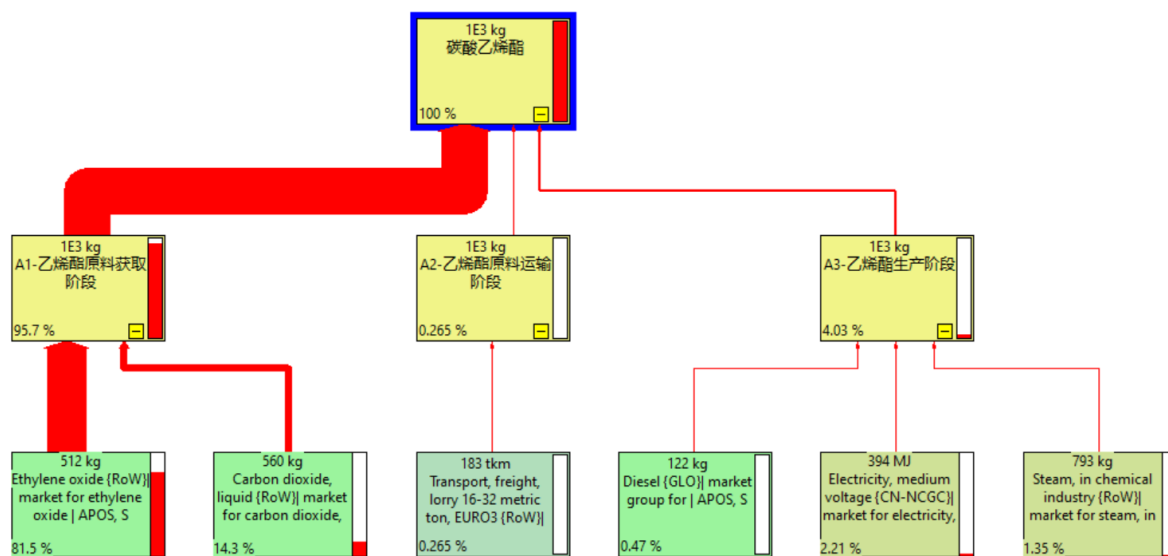 1E3 kg
碳酸乙烯酯
100 %
1E3 kg
A1-乙烯酯原料获取
阶段
95.7 %
1E3 kg
A2-乙烯酯原料运输
阶段
0.265 %
1E3 kg
A3-乙烯酯生产阶段
4.03 %
512 kg
Ethylene oxide {RoW}|
market for ethylene
oxide | APOS, S
81.5 %
560 kg
Carbon dioxide,
liquid {RoW}| market
for carbon dioxide,
14.3 %
183 tkm
Transport, freight,
lorry 16-32 metric
ton, EURO3 {RoW}|
0.265 %
122 kg
Diesel {GLO}| market
group for | APOS, S
0.47 %
394 MJ
Electricity, medium
voltage {CN-NCGC}|
market for electricity,
2.21 %
793 kg
Steam, in chemical
industry {RoW}|
market for steam, in
1.35 %